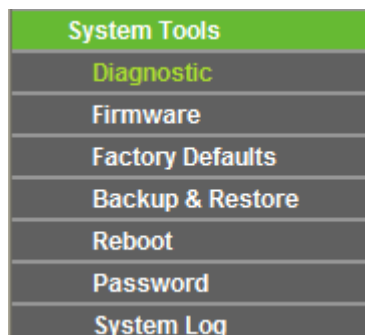 System Tools
Diagnostic
Firmware
Factory Defaults
Backup & Restore
Reboot
Password
System Log